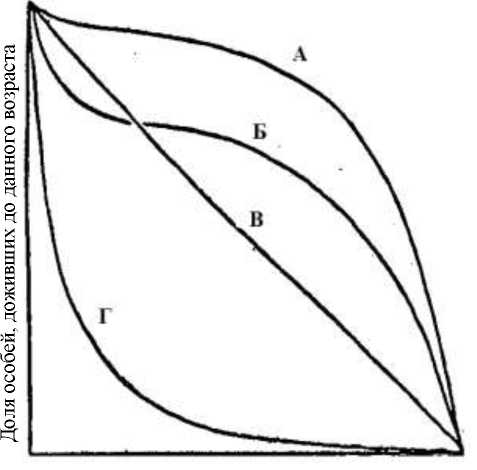 Доля особей, доживших до данного возраста
А
Б
В
Г